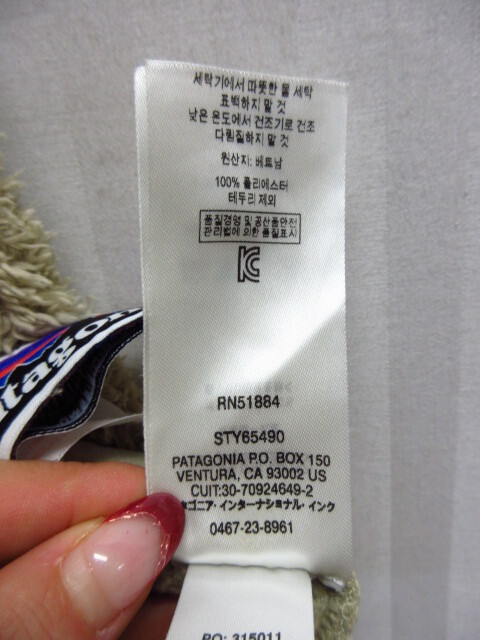 세탁기에서 따뜻한 물 세탁
표백하지 말 것
낮은 온도에서 건조기로 건조
다림질하지 말 것
원산지: 베트남
100% 폴리에스터
테두리 제외
품질경영 및 공산품안전
관리법에 의한 품질표시
RN51884
STY65490
PATAGONIA P.O. BOX 150
VENTURA, CA 93002 US
CUIT:30-70924649-2
タゴニア・インターナショナル・インク
0467-23-8961
PO: 315011